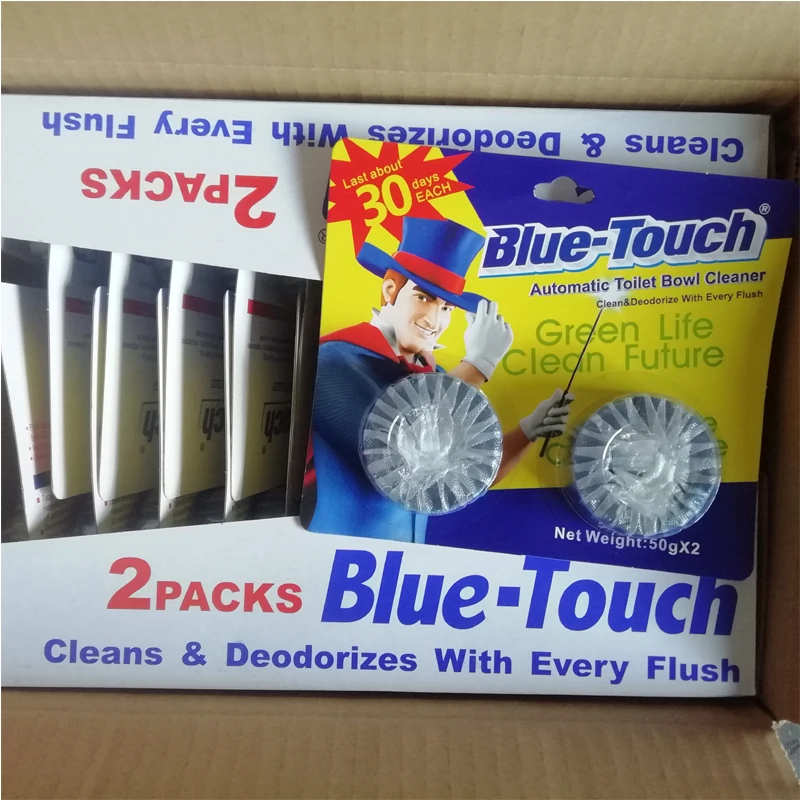 Cleans & Deodorizes With Every Flush
2PACKS
Last about
30 days
EACH
Blue-Touch®
Automatic Toilet Bowl Cleaner
Clean&Deodorize With Every Flush
Green Life
Clean Future
Net Weight:50gX2
2PACKS Blue-Touch
Cleans & Deodorizes With Every Flush